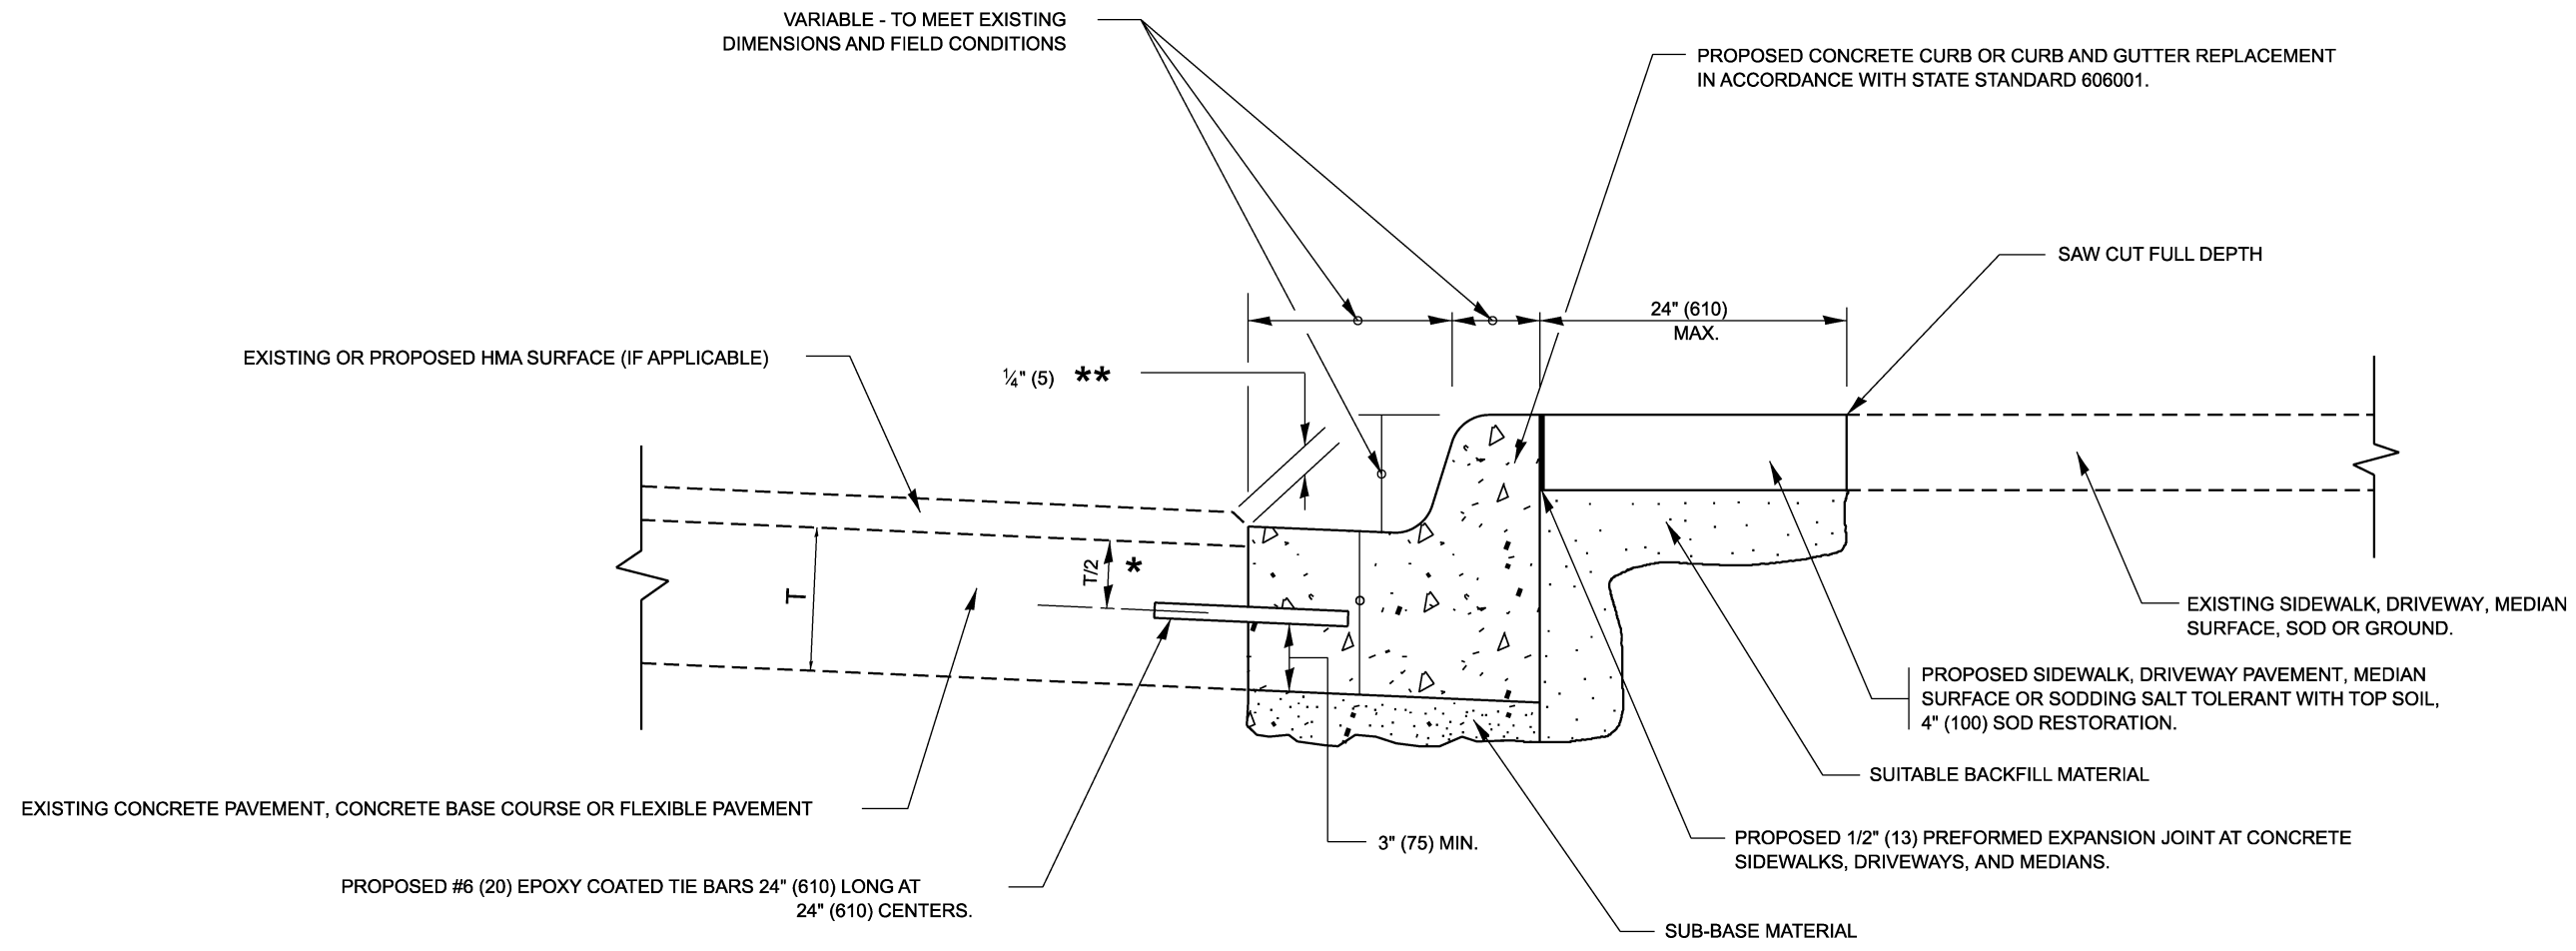 VARIABLE - TO MEET EXISTING
DIMENSIONS AND FIELD CONDITIONS
PROPOSED CONCRETE CURB OR CURB AND GUTTER REPLACEMENT
IN ACCORDANCE WITH STATE STANDARD 606001.
SAW CUT FULL DEPTH
24" (610)
MAX.
EXISTING OR PROPOSED HMA SURFACE (IF APPLICABLE)
¼" (5) **
T/2 *
T
EXISTING SIDEWALK, DRIVEWAY, MEDIAN
SURFACE, SOD OR GROUND.
PROPOSED SIDEWALK, DRIVEWAY PAVEMENT, MEDIAN
SURFACE OR SODDING SALT TOLERANT WITH TOP SOIL,
4" (100) SOD RESTORATION.
SUITABLE BACKFILL MATERIAL
EXISTING CONCRETE PAVEMENT, CONCRETE BASE COURSE OR FLEXIBLE PAVEMENT
3" (75) MIN.
PROPOSED 1/2" (13) PREFORMED EXPANSION JOINT AT CONCRETE
SIDEWALKS, DRIVEWAYS, AND MEDIANS.
PROPOSED #6 (20) EPOXY COATED TIE BARS 24" (610) LONG AT
24" (610) CENTERS.
SUB-BASE MATERIAL